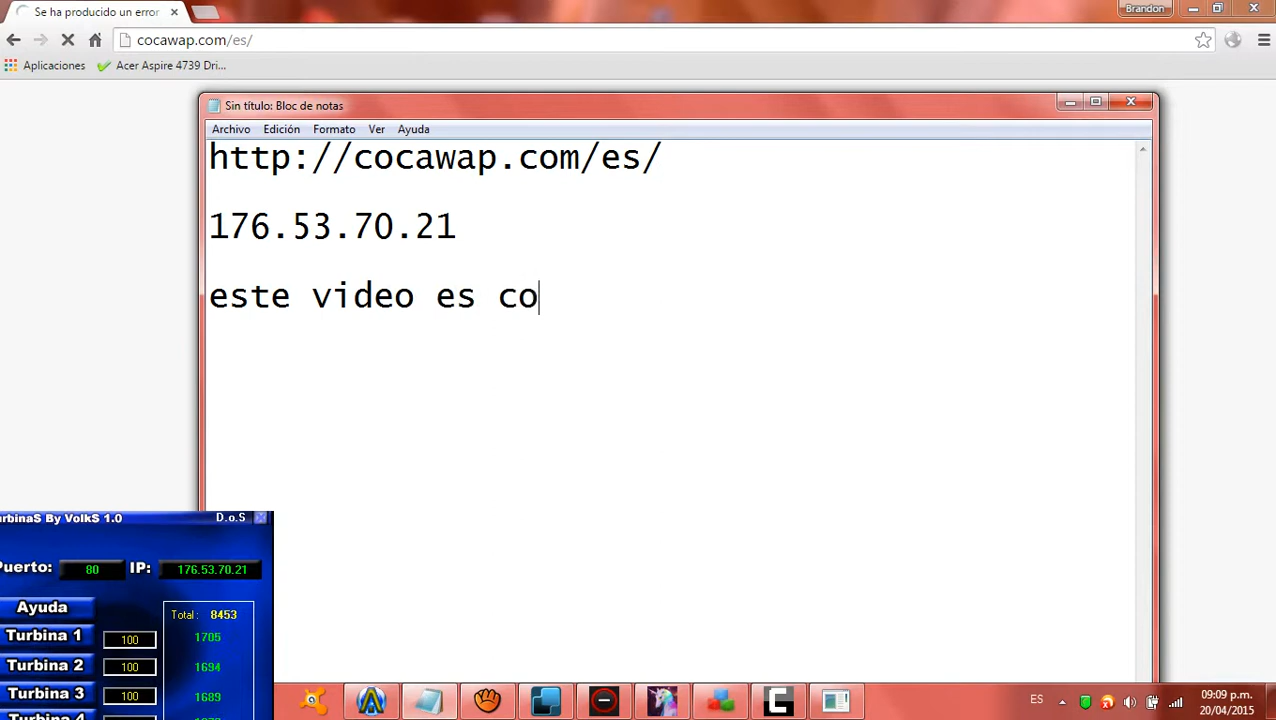 Se ha producido un error
Brandon
cocawap.com/es/
Aplicaciones
Acer Aspire 4739 Dri...
Sin título: Bloc de notas
Archivo Edición Formato Ver Ayuda
http://cocawap.com/es/
176.53.70.21
este video es co
rbinaS By VolkS 1.0 D.o.S
Puerto: 80 IP: 176.53.70.21
Ayuda
Total: 8453
Turbina 1 100 1705
Turbina 2 100 1694
Turbina 3 100 1689
Turbina 4
ES
09:09 p.m.
20/04/2015